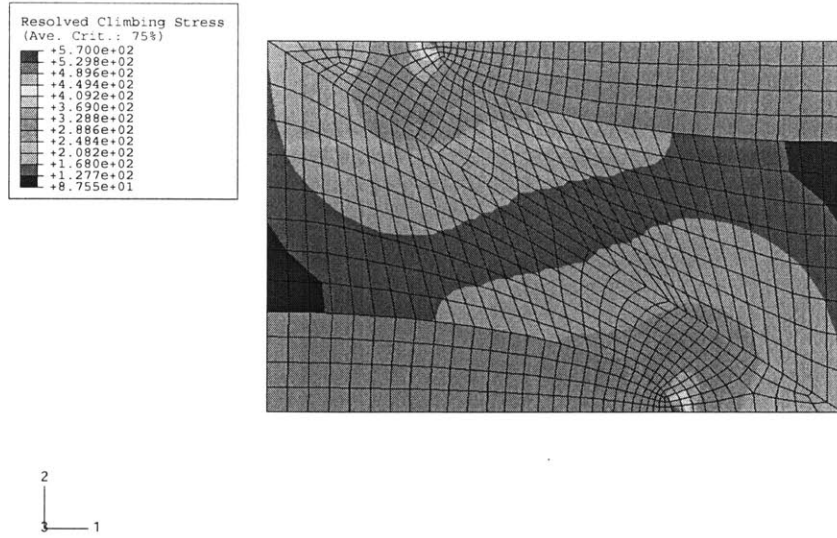 Resolved Climbing Stress
(Ave. Crit.: 75%)
+5.700e+02
+5.298e+02
+4.896e+02
+4.494e+02
+4.092e+02
+3.690e+02
+3.288e+02
+2.886e+02
+2.484e+02
+2.082e+02
+1.680e+02
+1.277e+02
+8.755e+01
2
3
1